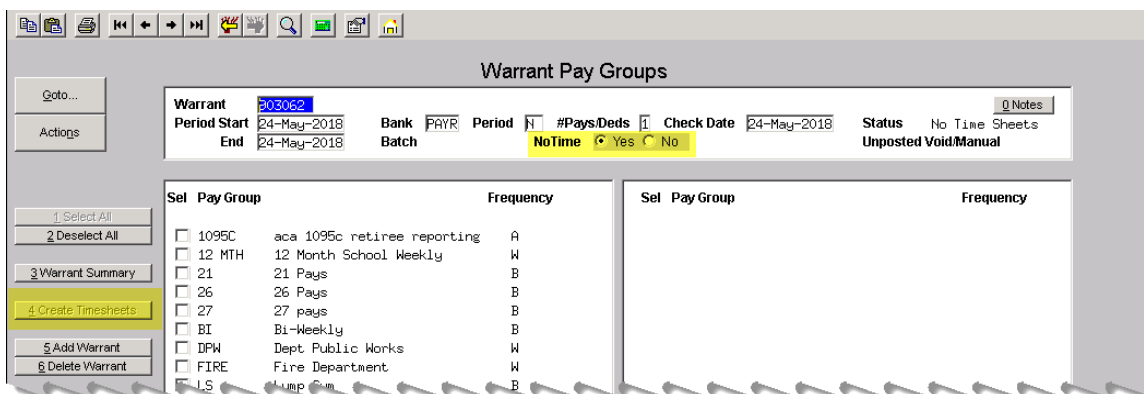 Warrant Pay Groups
Goto...
Actions
Warrant 303062 0 Notes
Period Start 24-May-2018 Bank PAYR Period N #Pays/Deds 1 Check Date 24-May-2018 Status No Time Sheets
End 24-May-2018 Batch NoTime Yes No Unposted Void/Manual
Sel Pay Group Frequency Sel Pay Group Frequency
1 Select All
2 Deselect All
3 Warrant Summary
4 Create Timesheets
5 Add Warrant
6 Delete Warrant
1095C aca 1095c retiree reporting A
12 MTH 12 Month School Weekly W
21 21 Pays B
26 26 Pays B
27 27 pays B
BI Bi-Weekly B
DPW Dept Public Works W
FIRE Fire Department W
LS Lump Sum B